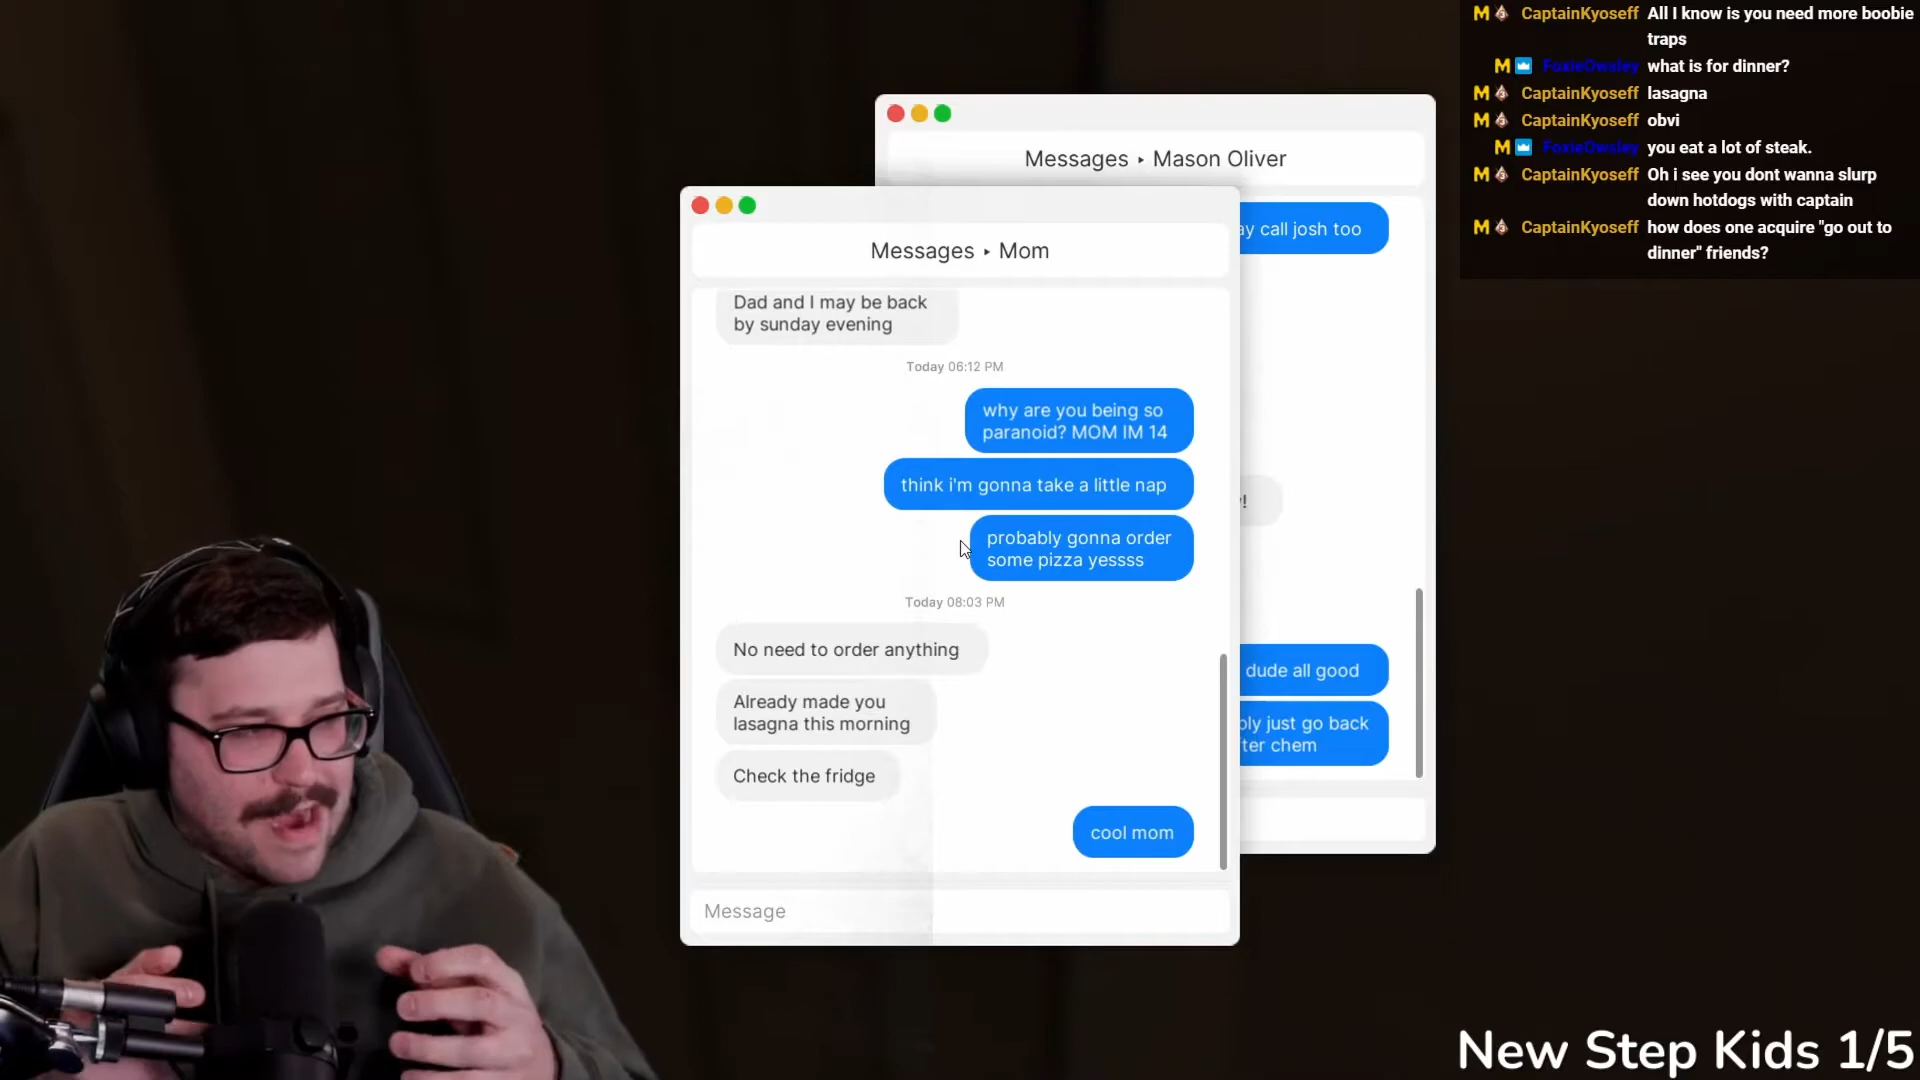 CaptainKyoseff All I know is you need more boobie
traps
FoxieOwsley what is for dinner?
CaptainKyoseff lasagna
CaptainKyoseff obvi
FoxieOwsley you eat a lot of steak.
CaptainKyoseff Oh i see you dont wanna slurp
down hotdogs with captain
CaptainKyoseff how does one acquire "go out to
dinner" friends?
Messages ‣ Mason Oliver
call josh too
dude all good
just go back
chem
Messages ‣ Mom
Dad and I may be back
by sunday evening
Today 06:12 PM
why are you being so
paranoid? MOM IM 14
think i'm gonna take a little nap
probably gonna order
some pizza yessss
Today 08:03 PM
No need to order anything
Already made you
lasagna this morning
Check the fridge
cool mom
Message
New Step Kids 1/5